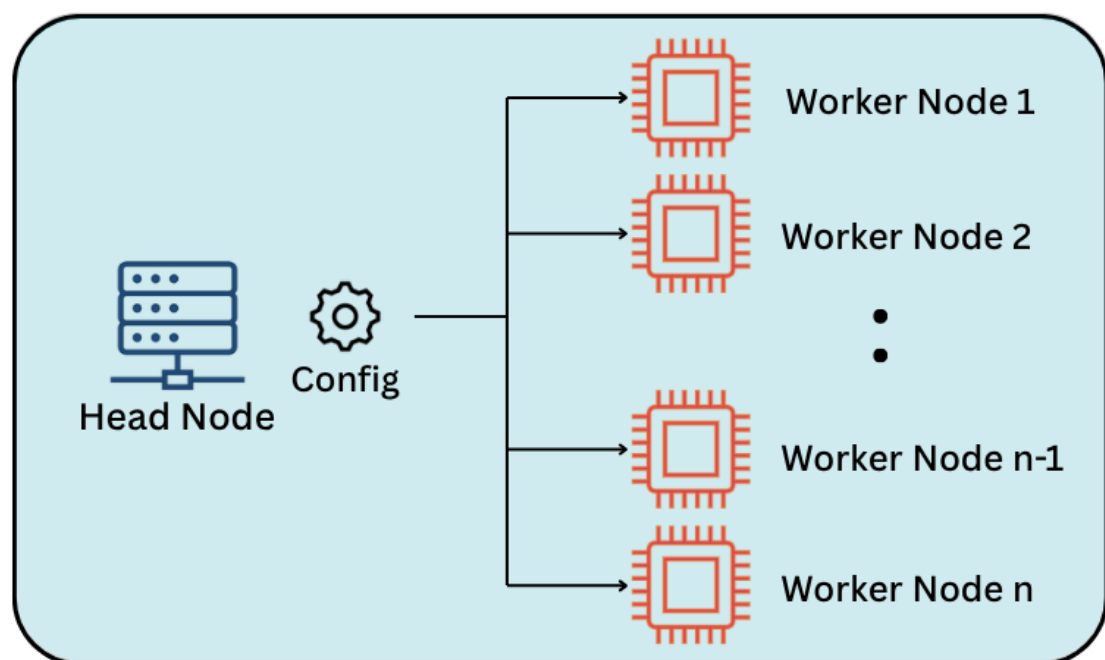 Worker Node 1
Worker Node 2
Config
Head Node
Worker Node n-1
Worker Node n